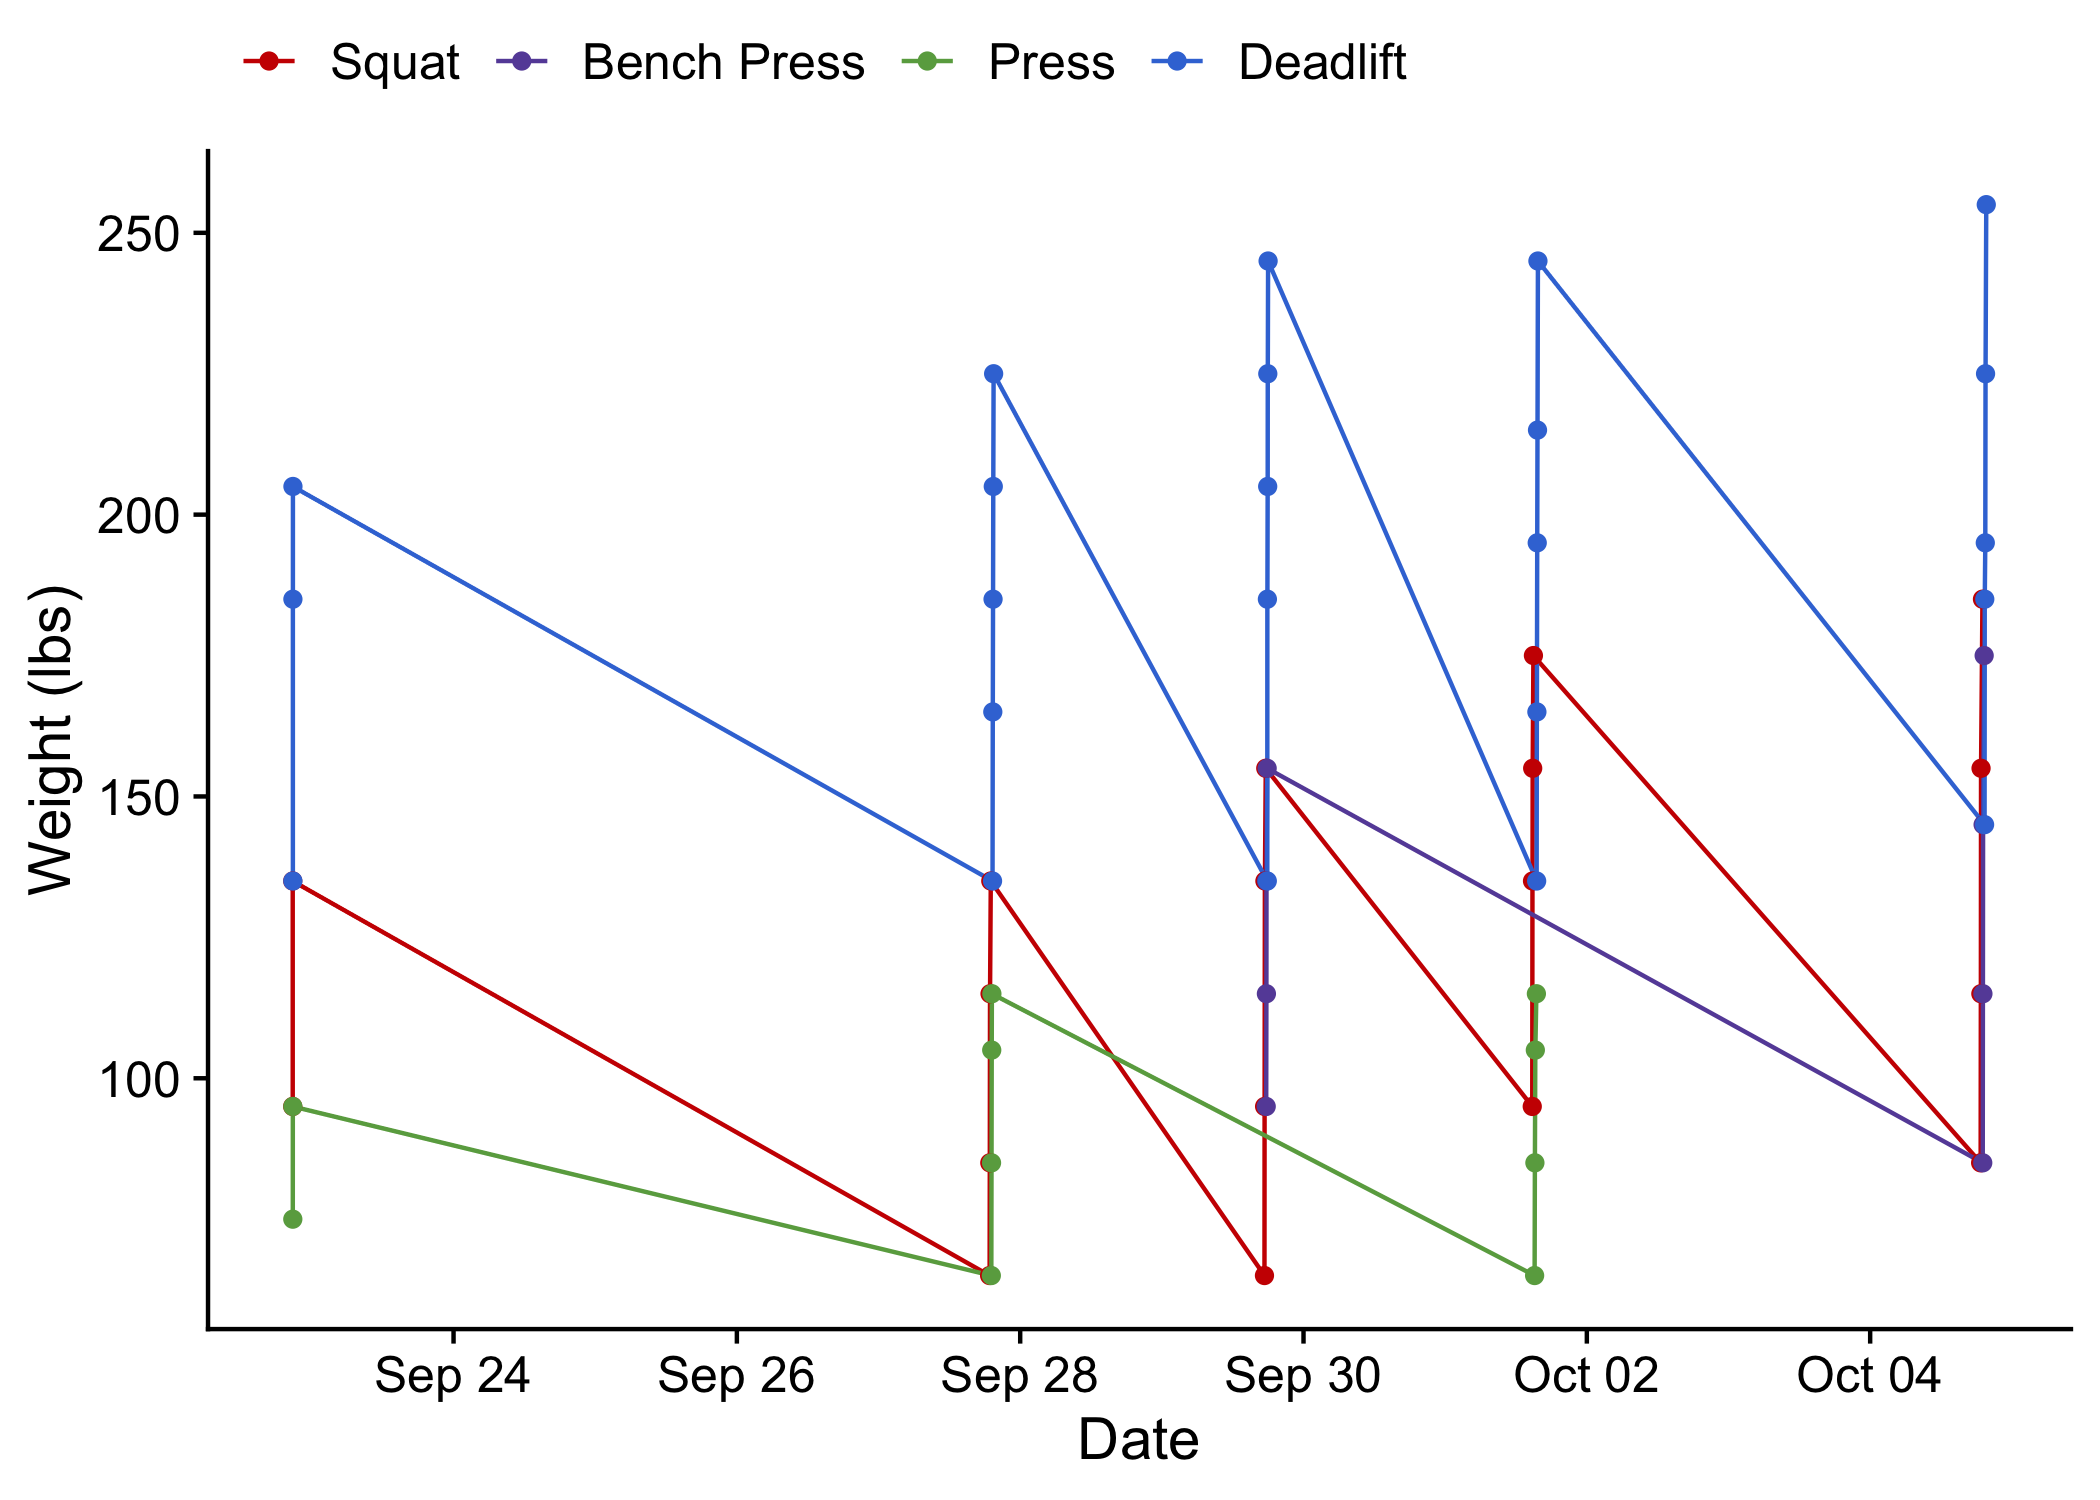 Squat Bench Press Press Deadlift
250
200
150
100
Weight (lbs)
Sep 24 Sep 26 Sep 28 Sep 30 Oct 02 Oct 04
Date